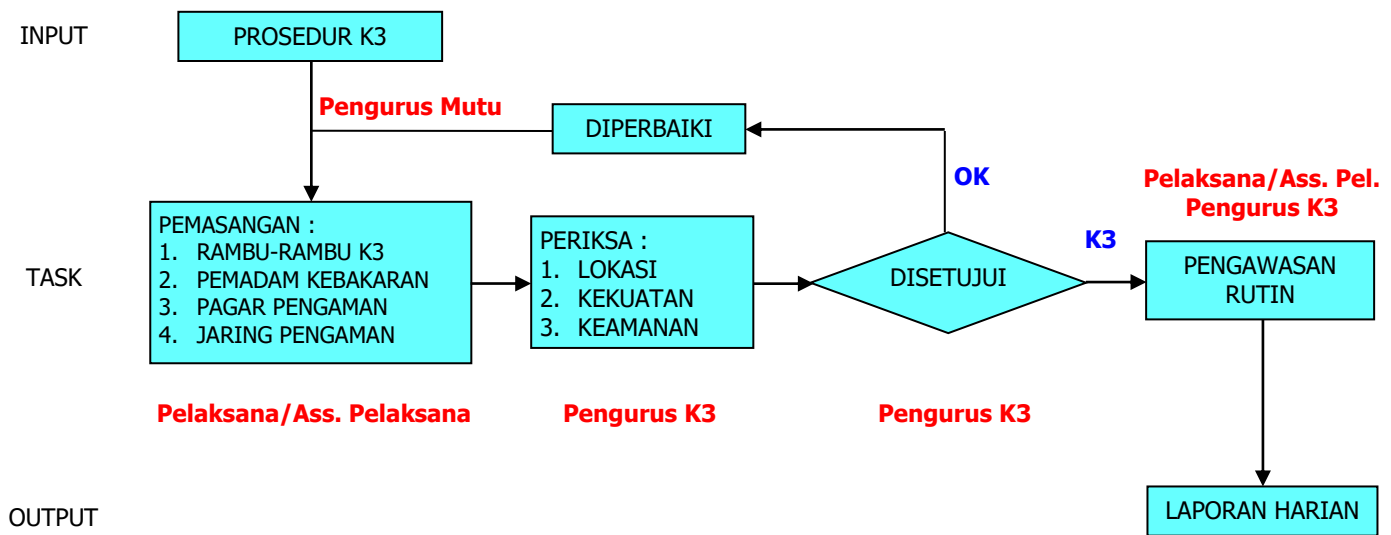 INPUT
PROSEDUR K3
Pengurus Mutu
DIPERBAIKI
OK
Pelaksana/Ass. Pel.
Pengurus K3
K3
TASK
PEMASANGAN :
1. RAMBU-RAMBU K3
2. PEMADAM KEBAKARAN
3. PAGAR PENGAMAN
4. JARING PENGAMAN
PERIKSA :
1. LOKASI
2. KEKUATAN
3. KEAMANAN
DISETUJUI
PENGAWASAN
RUTIN
Pelaksana/Ass. Pelaksana
Pengurus K3
Pengurus K3
OUTPUT
LAPORAN HARIAN